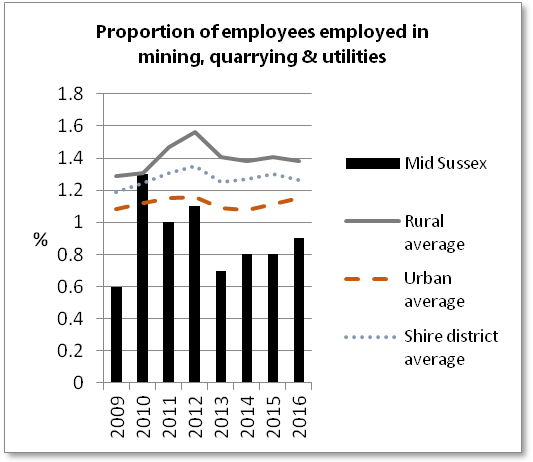 Proportion of employees employed in
mining, quarrying & utilities
1.8
1.6
1.4
1.2
1
0.8
0.6
0.4
0.2
0
%
2009
2010
2011
2012
2013
2014
2015
2016
Mid Sussex
Rural
average
Urban
average
Shire district
average